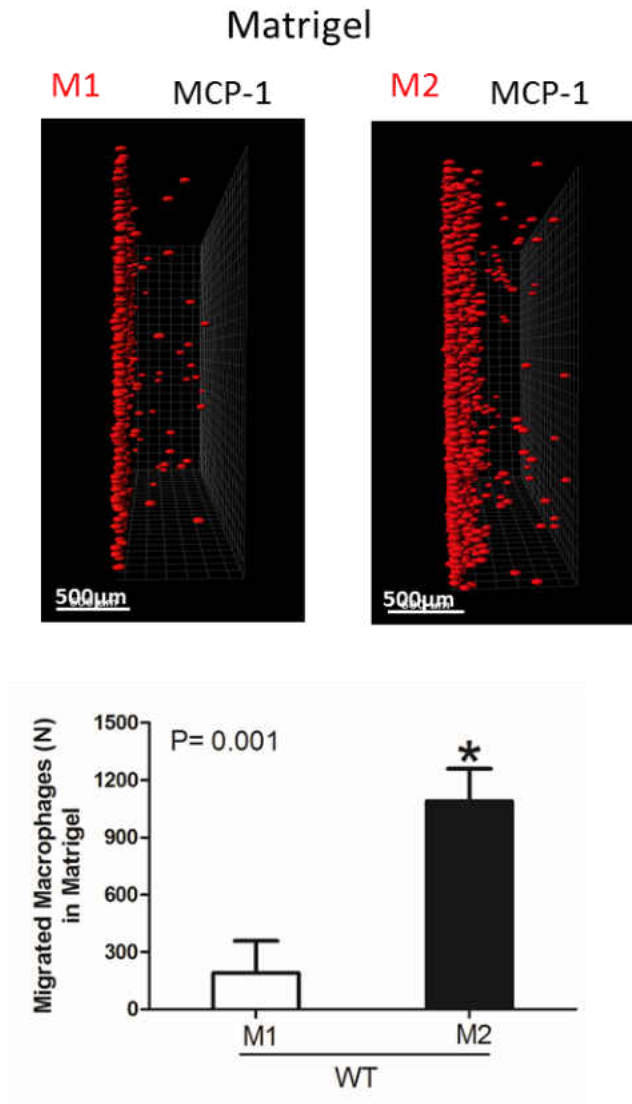 Matrigel
M1 MCP-1 M2 MCP-1
500µm 500µm
Migrated Macrophages (N)
in Matrigel
1500
1200
900
600
300
0
P= 0.001
*
M1 M2
WT